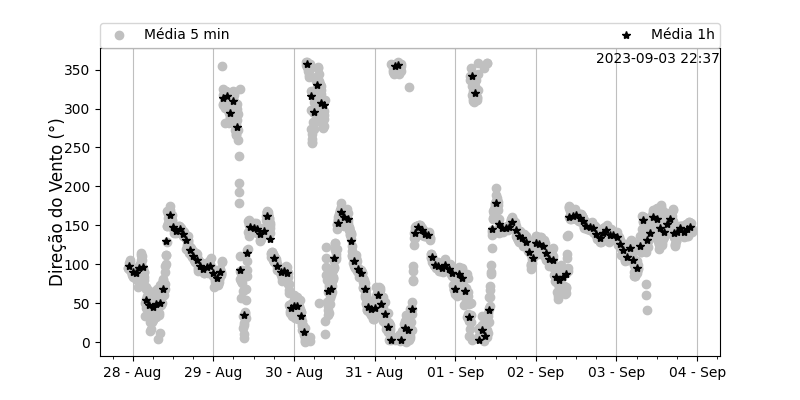 Média 5 min
Média 1h
2023-09-03 22:37
Direção do Vento (°)
350
300
250
200
150
100
50
0
28 - Aug
29 - Aug
30 - Aug
31 - Aug
01 - Sep
02 - Sep
03 - Sep
04 - Sep